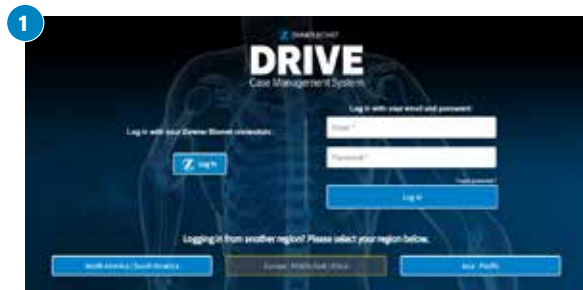 1
ZIMMER BIOMET
DRIVE
Case Management System
Log in with your email and password:
Log in with your Zimmer Biomet credentials:
Email *
Password *
Z Log In
Forgot password?
Log in
Logging in from another region? Please select your region below.
North America / South America
Europe / Middle East / Africa
Asia - Pacific